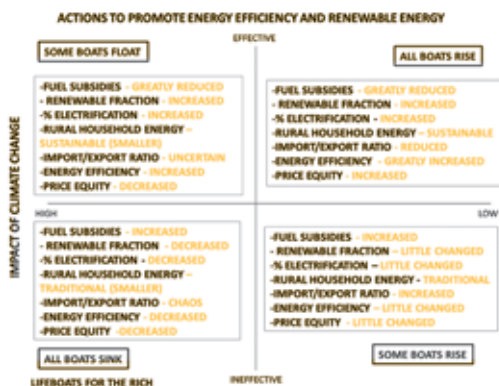 ACTIONS TO PROMOTE ENERGY EFFICIENCY AND RENEWABLE ENERGY
EFFECTIVE
SOME BOATS FLOAT
ALL BOATS RISE
-FUEL SUBSIDIES - GREATLY REDUCED
- RENEWABLE FRACTION - INCREASED
-% ELECTRIFICATION - INCREASED
-RURAL HOUSEHOLD ENERGY –
SUSTAINABLE (SMALLER)
-IMPORT/EXPORT RATIO - UNCERTAIN
-ENERGY EFFICIENCY - INCREASED
-PRICE EQUITY - DECREASED
-FUEL SUBSIDIES - GREATLY REDUCED
- RENEWABLE FRACTION - INCREASED
-% ELECTRIFICATION - INCREASED
-RURAL HOUSEHOLD ENERGY – SUSTAINABLE
-IMPORT/EXPORT RATIO - REDUCED
-ENERGY EFFICIENCY - GREATLY INCREASED
-PRICE EQUITY - INCREASED
IMPACT OF CLIMATE CHANGE
HIGH
LOW
-FUEL SUBSIDIES - INCREASED
- RENEWABLE FRACTION - DECREASED
-% ELECTRIFICATION - DECREASED
-RURAL HOUSEHOLD ENERGY –
TRADITIONAL (SMALLER)
-IMPORT/EXPORT RATIO - CHAOS
-ENERGY EFFICIENCY - DECREASED
-PRICE EQUITY -DECREASED
-FUEL SUBSIDIES - INCREASED
- RENEWABLE FRACTION – LITTLE CHANGED
-% ELECTRIFICATION – LITTLE CHANGED
-RURAL HOUSEHOLD ENERGY - TRADITIONAL
-IMPORT/EXPORT RATIO - INCREASED
-ENERGY EFFICIENCY – LITTLE CHANGED
-PRICE EQUITY - LITTLE CHANGED
ALL BOATS SINK
SOME BOATS RISE
LIFEBOATS FOR THE RICH
INEFFECTIVE